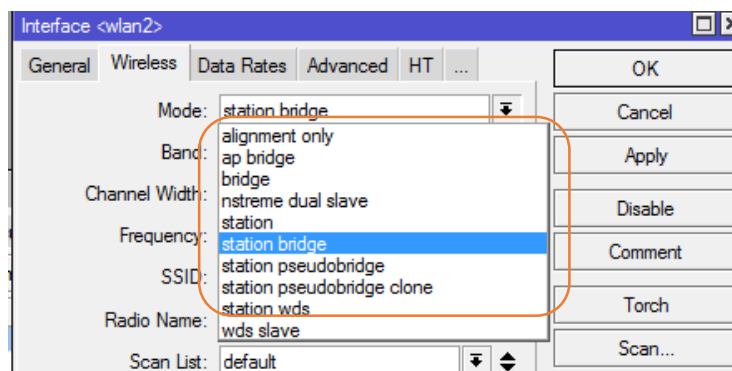 Interface <wlan2>
General Wireless Data Rates Advanced HT ...
Mode: station bridge
alignment only
ap bridge
bridge
nstreme dual slave
station
station bridge
station pseudobridge
station pseudobridge clone
station wds
wds slave
Band:
Channel Width:
Frequency:
SSID:
Radio Name:
Scan List: default
OK
Cancel
Apply
Disable
Comment
Torch
Scan...